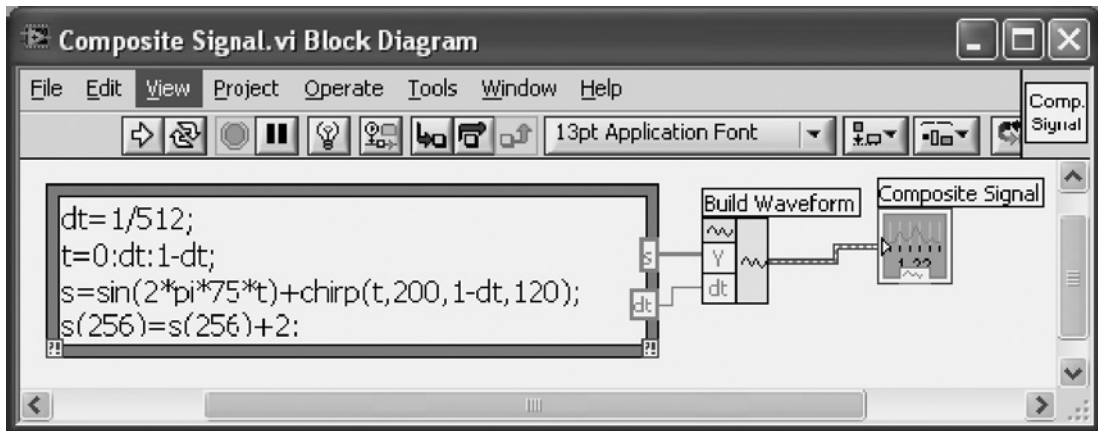 Composite Signal.vi Block Diagram
File Edit View Project Operate Tools Window Help
Comp. Signal
13pt Application Font
dt=1/512;
t=0:dt:1-dt;
s=sin(2*pi*75*t)+chirp(t,200,1-dt,120);
s(256)=s(256)+2;
s
dt
Build Waveform
Y
dt
Composite Signal
1.23